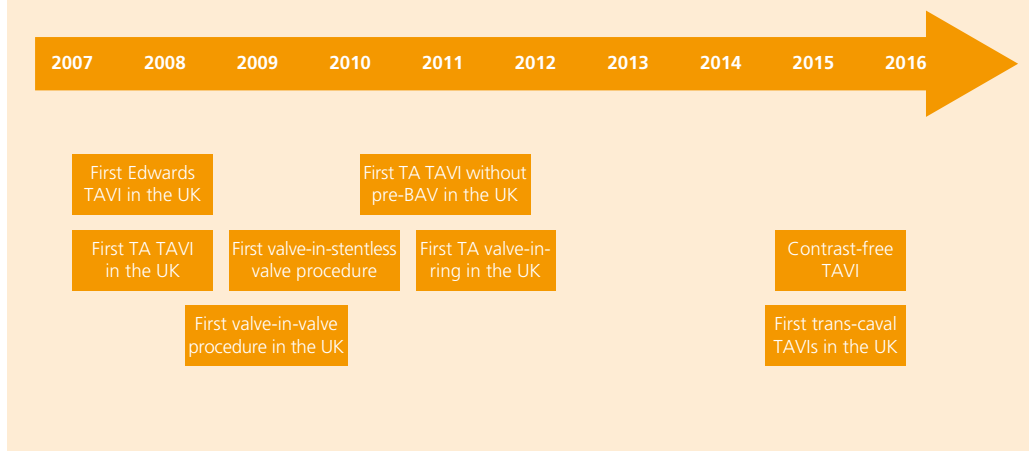 2007 2008 2009 2010 2011 2012 2013 2014 2015 2016
First Edwards
TAVI in the UK
First TA TAVI without
pre-BAV in the UK
First TA TAVI
in the UK
First valve-in-stentless
valve procedure
First TA valve-in-
ring in the UK
Contrast-free
TAVI
First valve-in-valve
procedure in the UK
First trans-caval
TAVIs in the UK